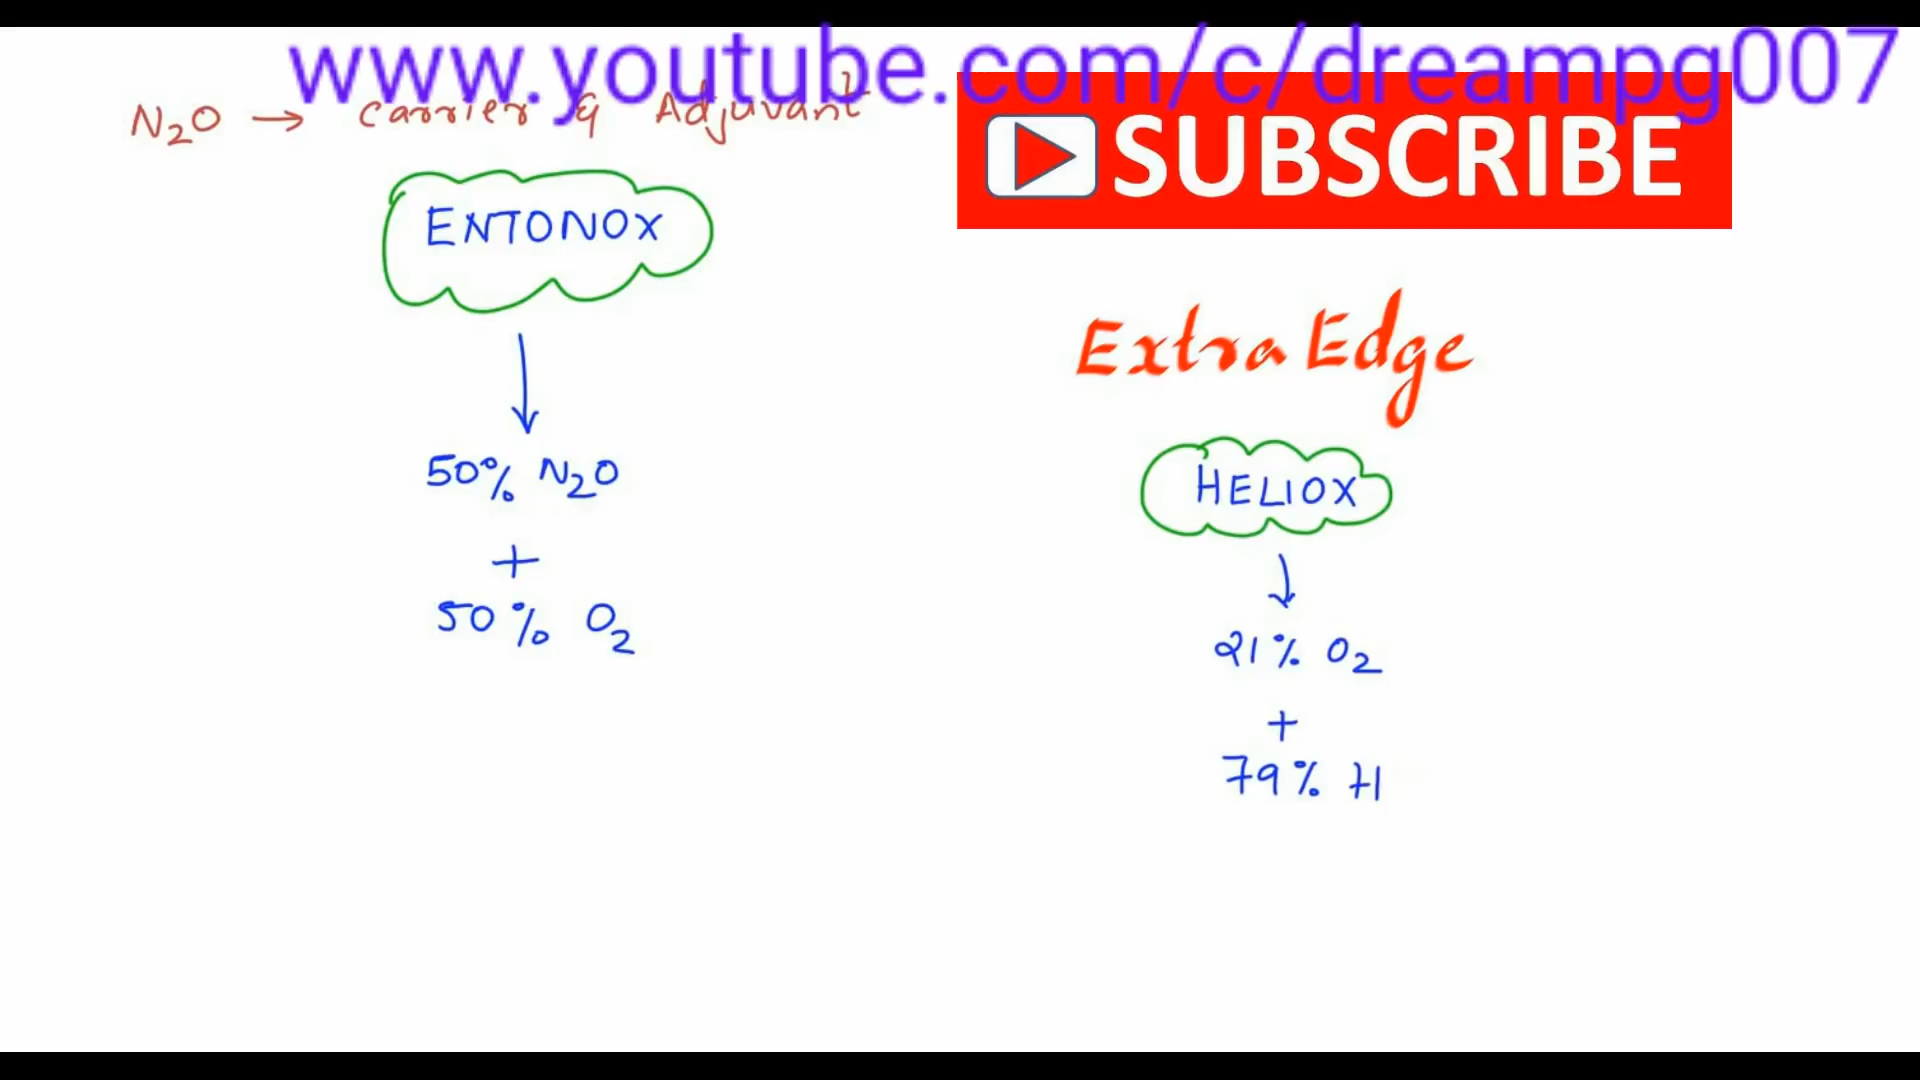 www.youtube.com/c/dreampg007
N2O → carrier & Adjuvant
SUBSCRIBE
ENTONOX
Extra Edge
50% N2O
HELIOX
+
50% O2
21% O2
+
79% H